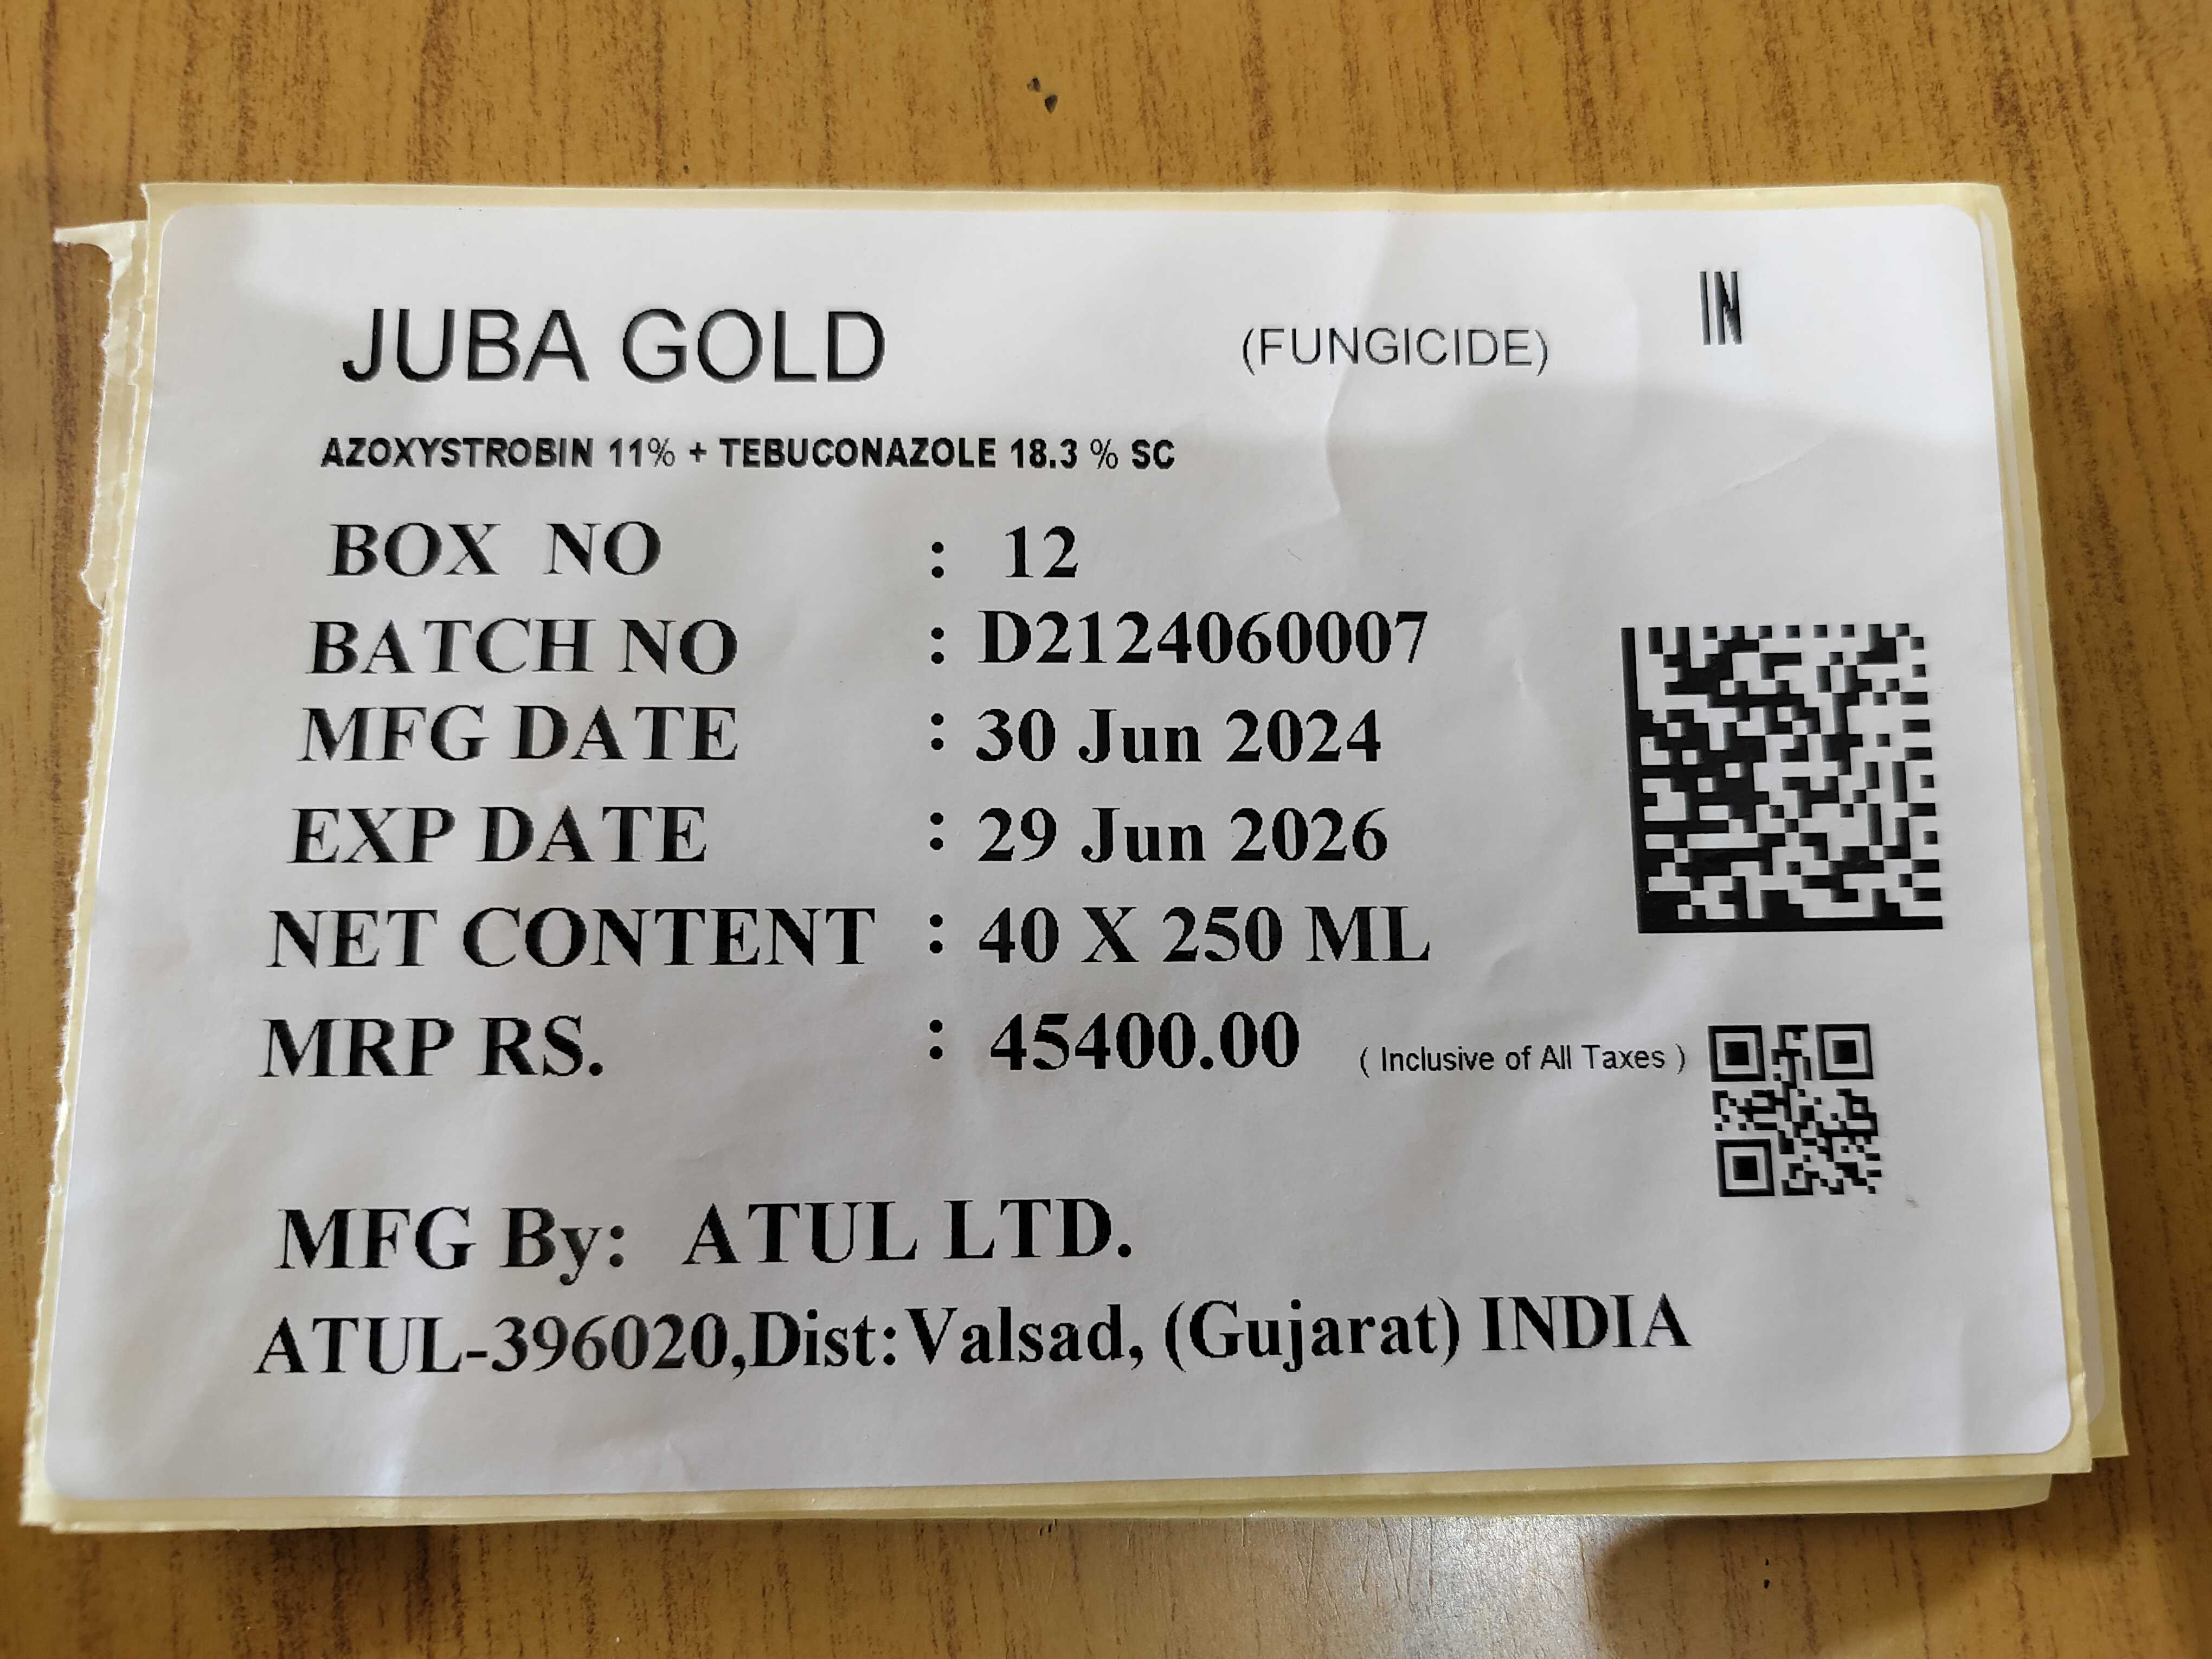 JUBA GOLD (FUNGICIDE) IN
AZOXYSTROBIN 11% + TEBUCONAZOLE 18.3 % SC
BOX NO : 12
BATCH NO : D2124060007
MFG DATE : 30 Jun 2024
EXP DATE : 29 Jun 2026
NET CONTENT : 40 X 250 ML
MRP RS. : 45400.00 ( Inclusive of All Taxes )
MFG By: ATUL LTD.
ATUL-396020,Dist:Valsad, (Gujarat) INDIA